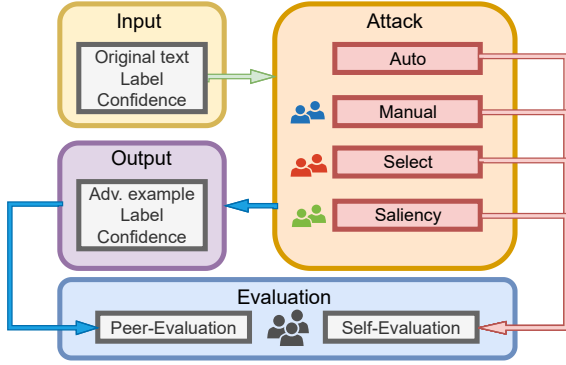 Input
Original text
Label
Confidence
Attack
Auto
Manual
Select
Saliency
Output
Adv. example
Label
Confidence
Evaluation
Peer-Evaluation
Self-Evaluation